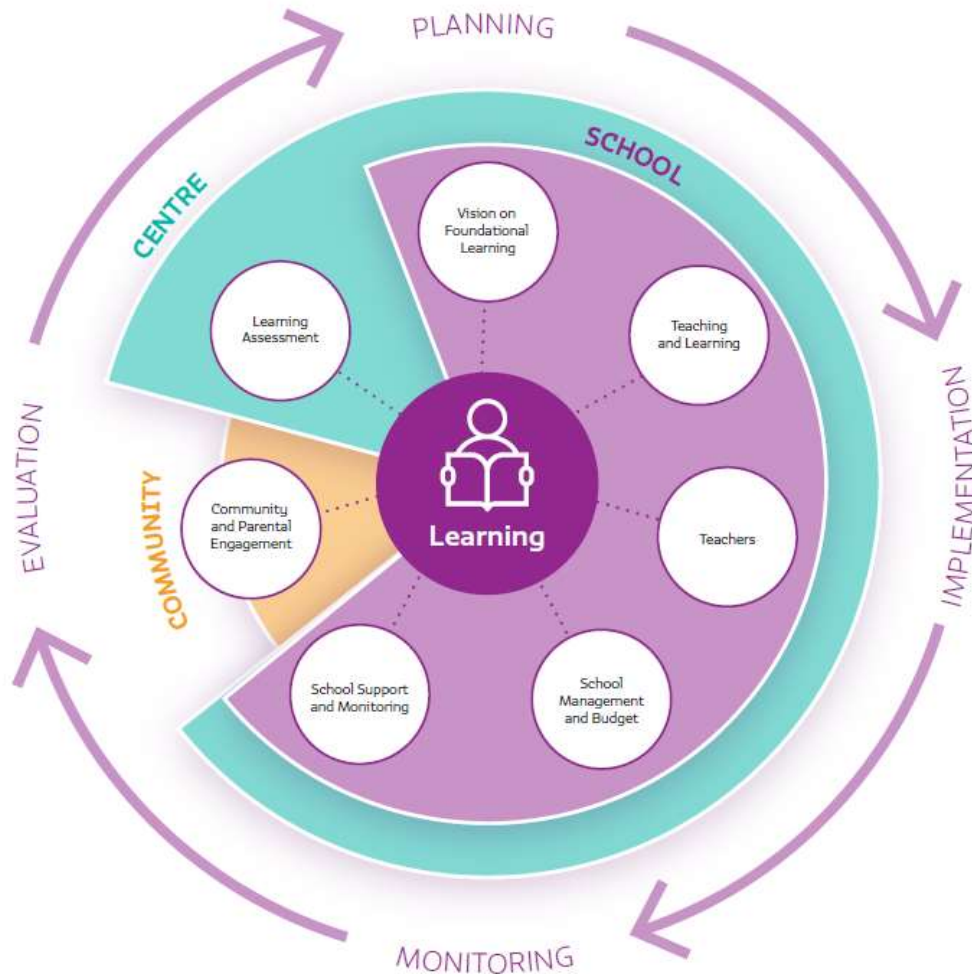 PLANNING
SCHOOL
CENTRE
Vision on
Foundational
Learning
Learning
Assessment
Teaching
and Learning
IMPLEMENTATION
EVALUATION
COMMUNITY
Community
and Parental
Engagement
Learning
Teachers
School Support
and Monitoring
School
Management
and Budget
MONITORING